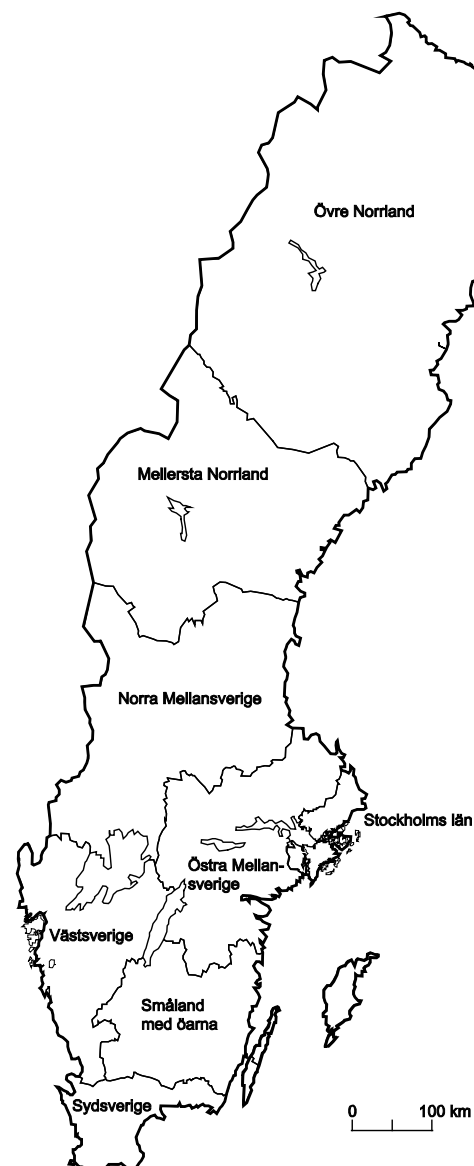 Övre Norrland
Mellersta Norrland
Norra Mellansverige
Stockholms län
Östra Mellan-
sverige
Västsverige
Småland
med öarna
Sydsverige
0 100 km